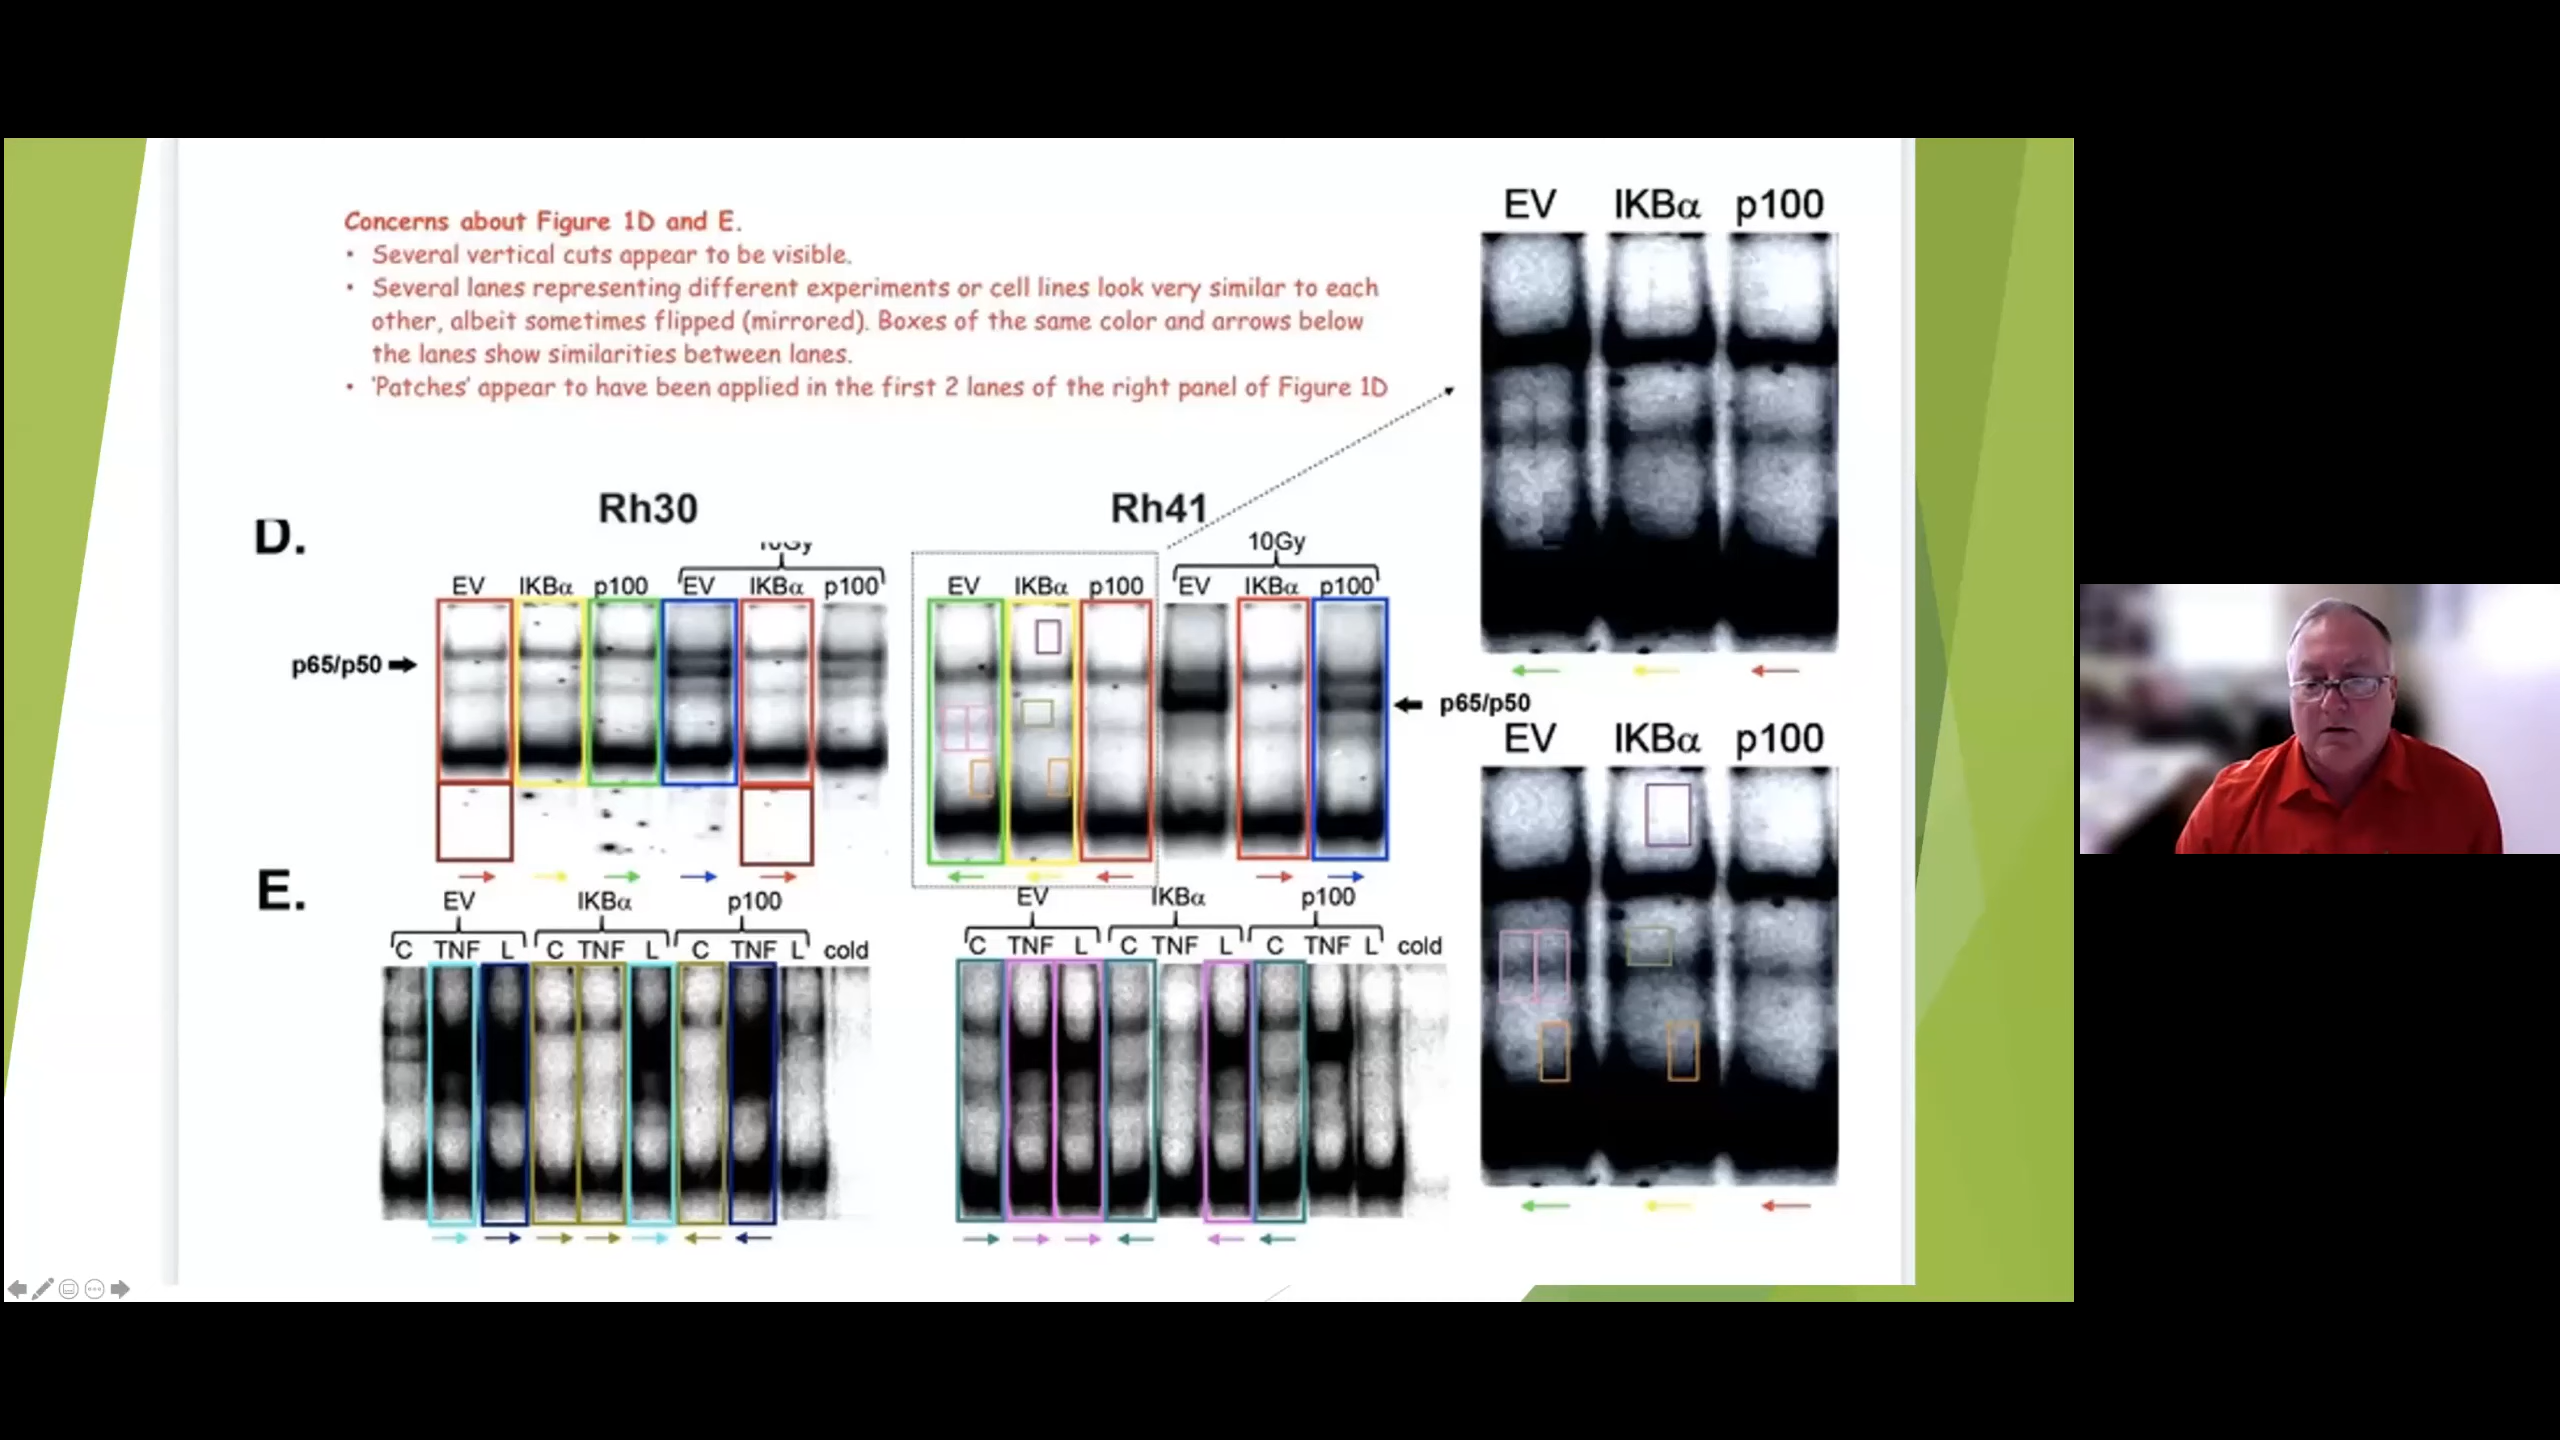 Concerns about Figure 1D and E.
• Several vertical cuts appear to be visible.
• Several lanes representing different experiments or cell lines look very similar to each
other, albeit sometimes flipped (mirrored). Boxes of the same color and arrows below
the lanes show similarities between lanes.
• 'Patches' appear to have been applied in the first 2 lanes of the right panel of Figure 1D
EV IKBα p100
D.
Rh30
10Gy
EV IKBα p100 EV IKBα p100
p65/p50
Rh41
10Gy
EV IKBα p100 EV IKBα p100
p65/p50
EV IKBα p100
E.
EV IKBα p100
C TNF L C TNF L C TNF L cold
EV IKBα p100
C TNF L C TNF L C TNF L cold